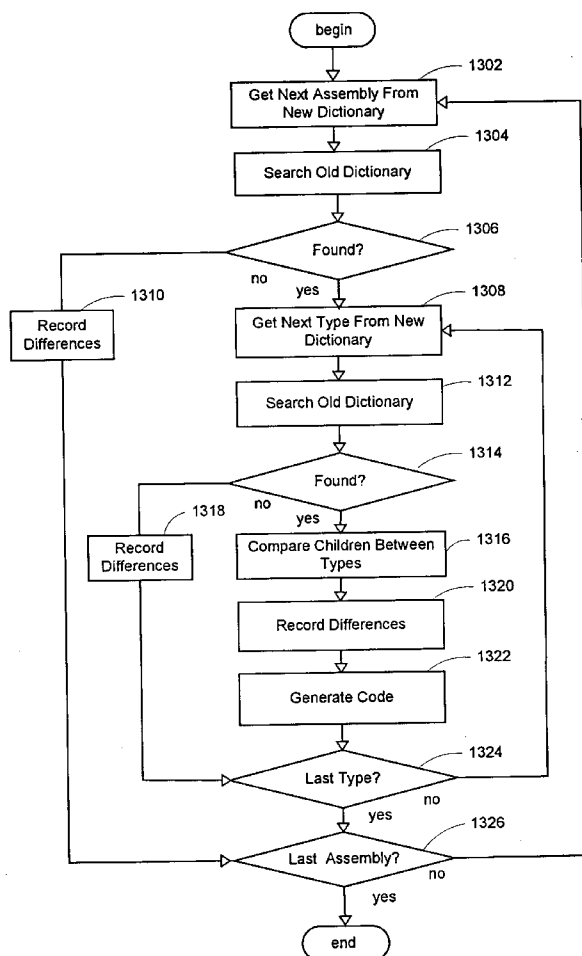 begin
1302
Get Next Assembly From
New Dictionary
1304
Search Old Dictionary
1306
Found?
no
yes
1310
1308
Record
Differences
Get Next Type From New
Dictionary
1312
Search Old Dictionary
1314
Found?
no
yes
1318
1316
Record
Differences
Compare Children Between
Types
1320
Record Differences
1322
Generate Code
1324
Last Type?
no
yes
1326
Last Assembly?
no
yes
end